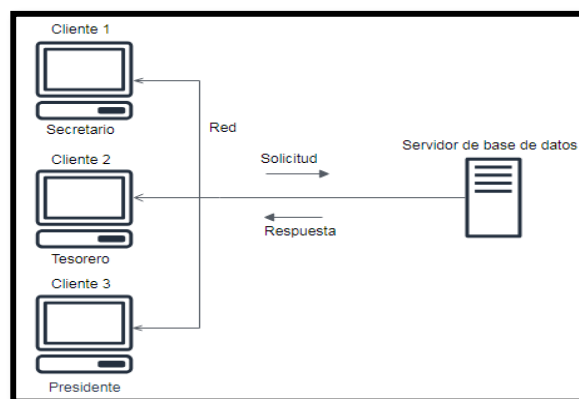 Cliente 1
Secretario
Red
Cliente 2
Solicitud
Servidor de base de datos
Respuesta
Tesorero
Cliente 3
Presidente